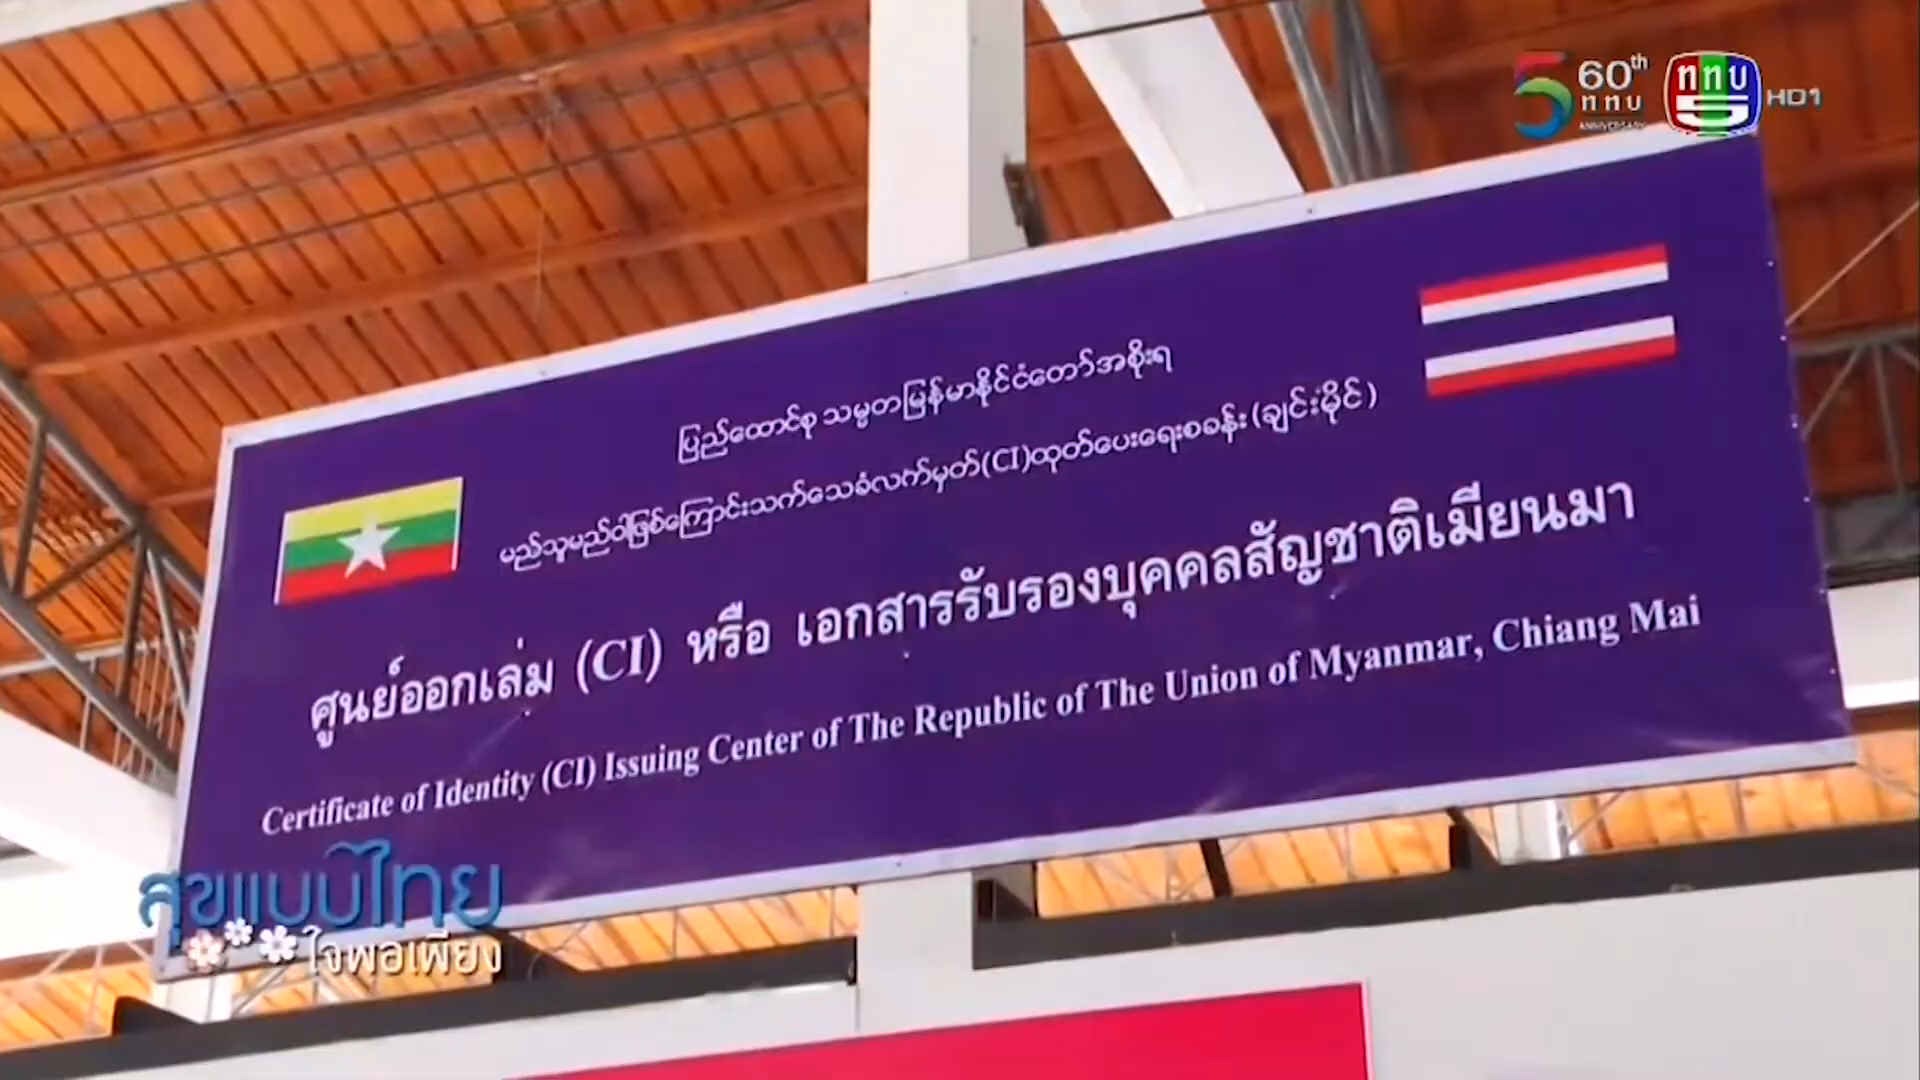 5 60th
ททบ
ANNIVERSARY
ททบ
5
HD1
ပြည်ထောင်စု သမ္မတမြန်မာနိုင်ငံတော်အစိုးရ
မည်သူမည်ဝါဖြစ်ကြောင်းသက်သေခံလက်မှတ်(CI)ထုတ်ပေးရေးစခန်း(ချင်းမိုင်)
ศูนย์ออกเล่ม (CI) หรือ เอกสารรับรองบุคคลสัญชาติเมียนมา
Certificate of Identity (CI) Issuing Center of The Republic of The Union of Myanmar, Chiang Mai
สุขแบบไทย
ใจพอเพียง